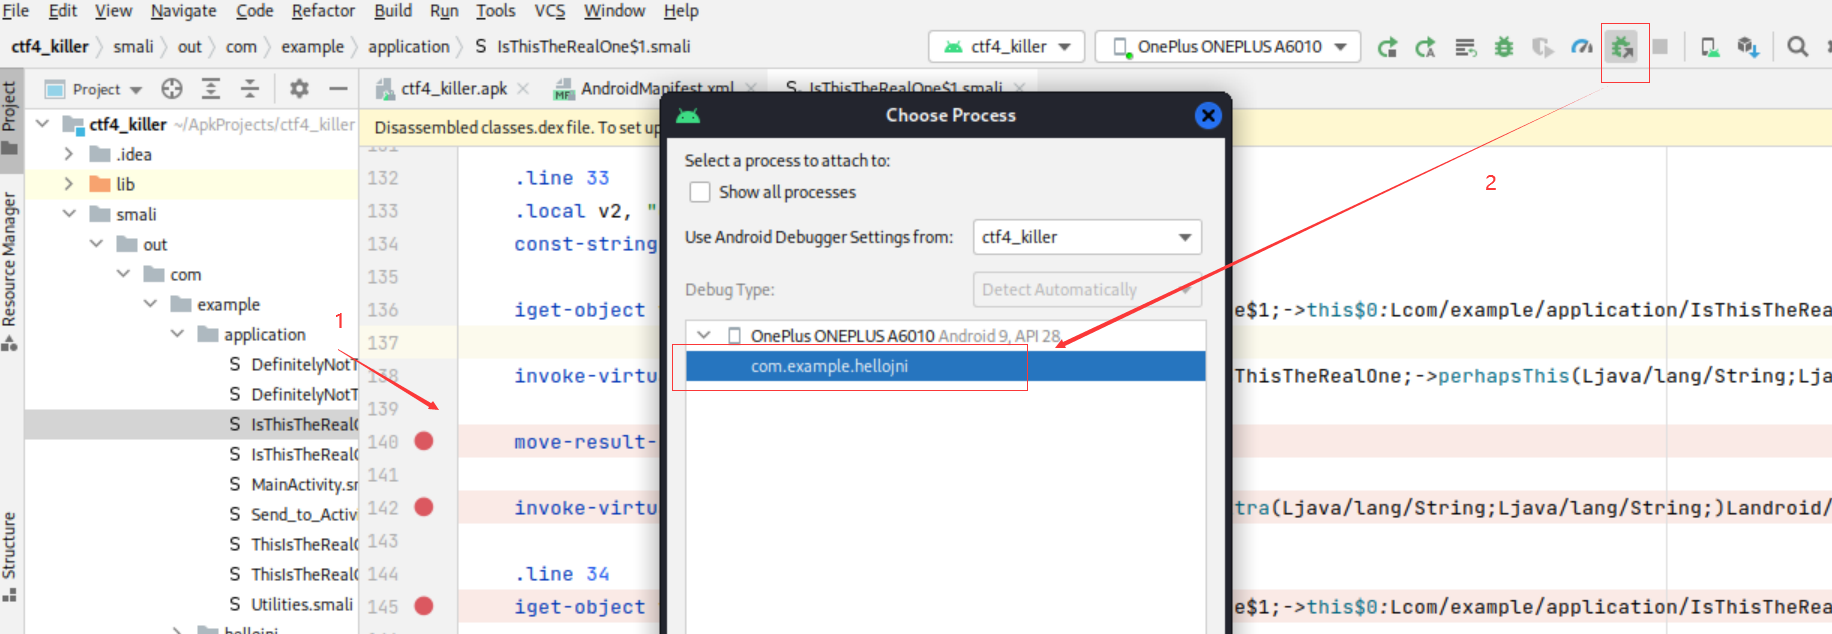 File Edit View Navigate Code Refactor Build Run Tools VCS Window Help
ctf4_killer smali out com example application S IsThisTheRealOne$1.smali ctf4_killer OnePlus ONEPLUS A6010
Project ctf4_killer.apk MF AndroidManifest.xml S IsThisTheRealOne$1.smali
Project
Resource Manager
Structure
ctf4_killer ~/ApkProjects/ctf4_killer
.idea
lib
smali
out
com
example
application
S DefinitelyNotT
S DefinitelyNotT
S IsThisTheReal
S IsThisTheReal
S MainActivity.sr
S Send_to_Activi
S ThisIsTheReal
S ThisIsTheReal
S Utilities.smali
hellojni
Disassembled classes.dex file. To set up
131
132 .line 33
133 .local v2, "
134 const-string
135
136 iget-object e$1;->this$0:Lcom/example/application/IsThisTheRea
137
138 invoke-virtu ThisTheRealOne;->perhapsThis(Ljava/lang/String;Lja
139
140 move-result-
141
142 invoke-virtu tra(Ljava/lang/String;Ljava/lang/String;)Landroid/
143
144 .line 34
145 iget-object e$1;->this$0:Lcom/example/application/IsThisTheRea
Choose Process
Select a process to attach to:
Show all processes
Use Android Debugger Settings from: ctf4_killer
Debug Type: Detect Automatically
OnePlus ONEPLUS A6010 Android 9, API 28
com.example.hellojni
1
2